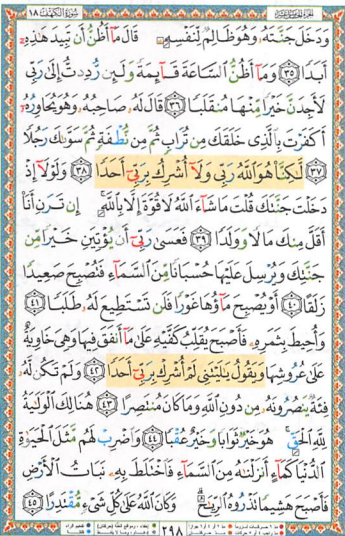 الجزء الخامس عشر سُورَةُ الكَهْفِ ١٨
وَدَخَلَ جَنَّتَهُۥ وَهُوَ ظَالِمٌ لِّنَفْسِهِۦ قَالَ مَآ أَظُنُّ أَن تَبِيدَ هَٰذِهِۦٓ
أَبَدًا ٣٥ وَمَآ أَظُنُّ ٱلسَّاعَةَ قَآئِمَةً وَلَئِن رُّدِدتُّ إِلَىٰ رَبِّى
لَأَجِدَنَّ خَيْرًا مِّنْهَا مُنقَلَبًا ٣٦ قَالَ لَهُۥ صَاحِبُهُۥ وَهُوَ يُحَاوِرُهُۥٓ
أَكَفَرْتَ بِٱلَّذِى خَلَقَكَ مِن تُرَابٍ ثُمَّ مِن نُّطْفَةٍ ثُمَّ سَوَّىٰكَ رَجُلًا
٣٧ لَّٰكِنَّا۠ هُوَ ٱللَّهُ رَبِّى وَلَآ أُشْرِكُ بِرَبِّىٓ أَحَدًا ٣٨ وَلَوْلَآ إِذْ
دَخَلْتَ جَنَّتَكَ قُلْتَ مَا شَآءَ ٱللَّهُ لَا قُوَّةَ إِلَّا بِٱللَّهِ إِن تَرَنِ أَنَا۠
أَقَلَّ مِنكَ مَالًا وَوَلَدًا ٣٩ فَعَسَىٰ رَبِّىٓ أَن يُؤْتِيَنِ خَيْرًا مِّن
جَنَّتِكَ وَيُرْسِلَ عَلَيْهَا حُسْبَانًا مِّنَ ٱلسَّمَآءِ فَتُصْبِحَ صَعِيدًا
زَلَقًا ٤٠ أَوْ يُصْبِحَ مَآؤُهَا غَوْرًا فَلَن تَسْتَطِيعَ لَهُۥ طَلَبًا ٤١
وَأُحِيطَ بِثَمَرِهِۦ فَأَصْبَحَ يُقَلِّبُ كَفَّيْهِ عَلَىٰ مَآ أَنفَقَ فِيهَا وَهِىَ خَاوِيَةٌ
عَلَىٰ عُرُوشِهَا وَيَقُولُ يَٰلَيْتَنِى لَمْ أُشْرِكْ بِرَبِّىٓ أَحَدًا ٤٢ وَلَمْ تَكُن لَّهُۥ
فِئَةٌ يَنصُرُونَهُۥ مِن دُونِ ٱللَّهِ وَمَا كَانَ مُنتَصِرًا ٤٣ هُنَالِكَ ٱلْوَلَٰيَةُ
لِلَّهِ ٱلْحَقِّ هُوَ خَيْرٌ ثَوَابًا وَخَيْرٌ عُقْبًا ٤٤ وَٱضْرِبْ لَهُم مَّثَلَ ٱلْحَيَوٰةِ
ٱلدُّنْيَا كَمَآءٍ أَنزَلْنَٰهُ مِنَ ٱلسَّمَآءِ فَٱخْتَلَطَ بِهِۦ نَبَاتُ ٱلْأَرْضِ
فَأَصْبَحَ هَشِيمًا تَذْرُوهُ ٱلرِّيَٰحُ وَكَانَ ٱللَّهُ عَلَىٰ كُلِّ شَىْءٍ مُّقْتَدِرًا ٤٥
٢٩٨